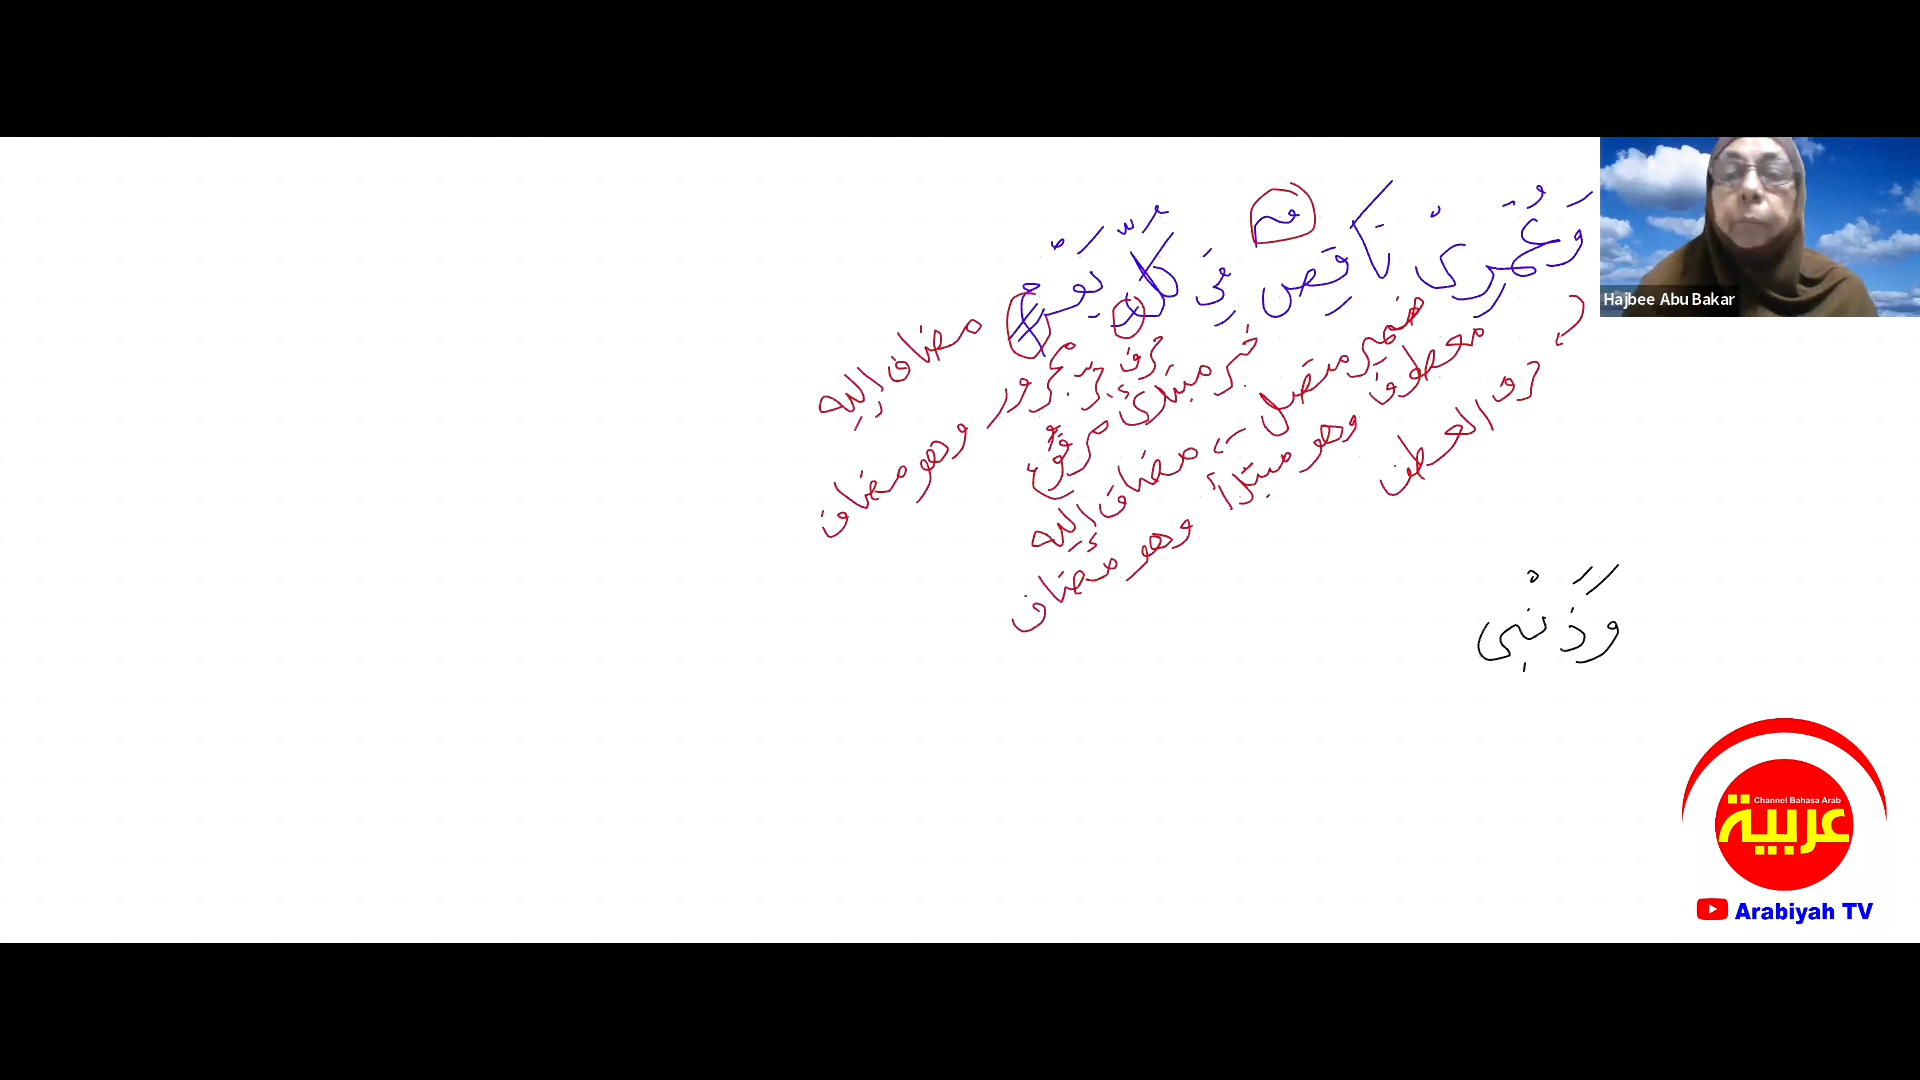 وَعُمْرِىْ نَاقِصٌ فِى كُلِّ يَوْمٍ
حرف العطف
معطوف وهو مبتدأ وهو مضاف
ضمير متصل، مضاف إليه
خبر مبتدئ مرفوع
حرف جرّ
مجرور وهو مضاف
مضاف إليه
وَذَنْبِى
Hajbee Abu Bakar
Channel Bahasa Arab
عربية
Arabiyah TV